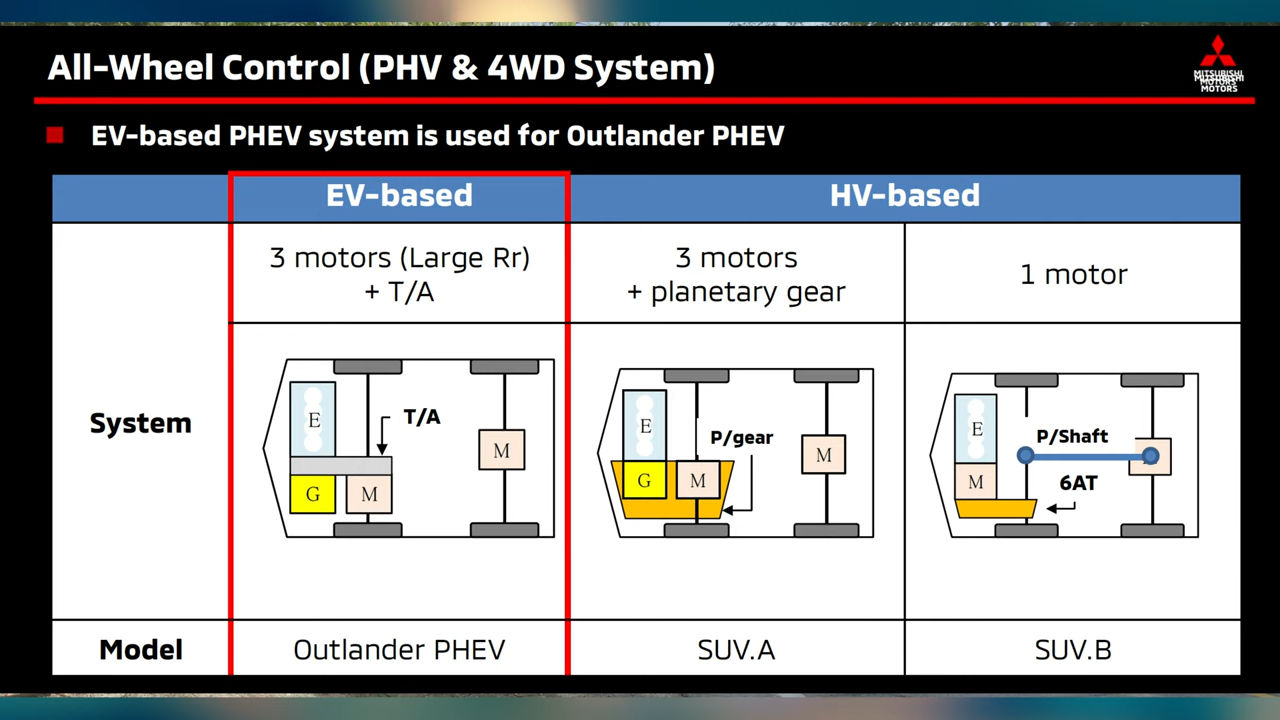 All-Wheel Control (PHV & 4WD System)
MITSUBISHI
MOTORS
MITSUBISHI
MOTORS
EV-based PHEV system is used for Outlander PHEV
EV-based
HV-based
3 motors (Large Rr)
+ T/A
3 motors
+ planetary gear
1 motor
System
E
T/A
M
G
M
E
P/gear
M
G
M
E
P/Shaft
M
6AT
Model
Outlander PHEV
SUV.A
SUV.B